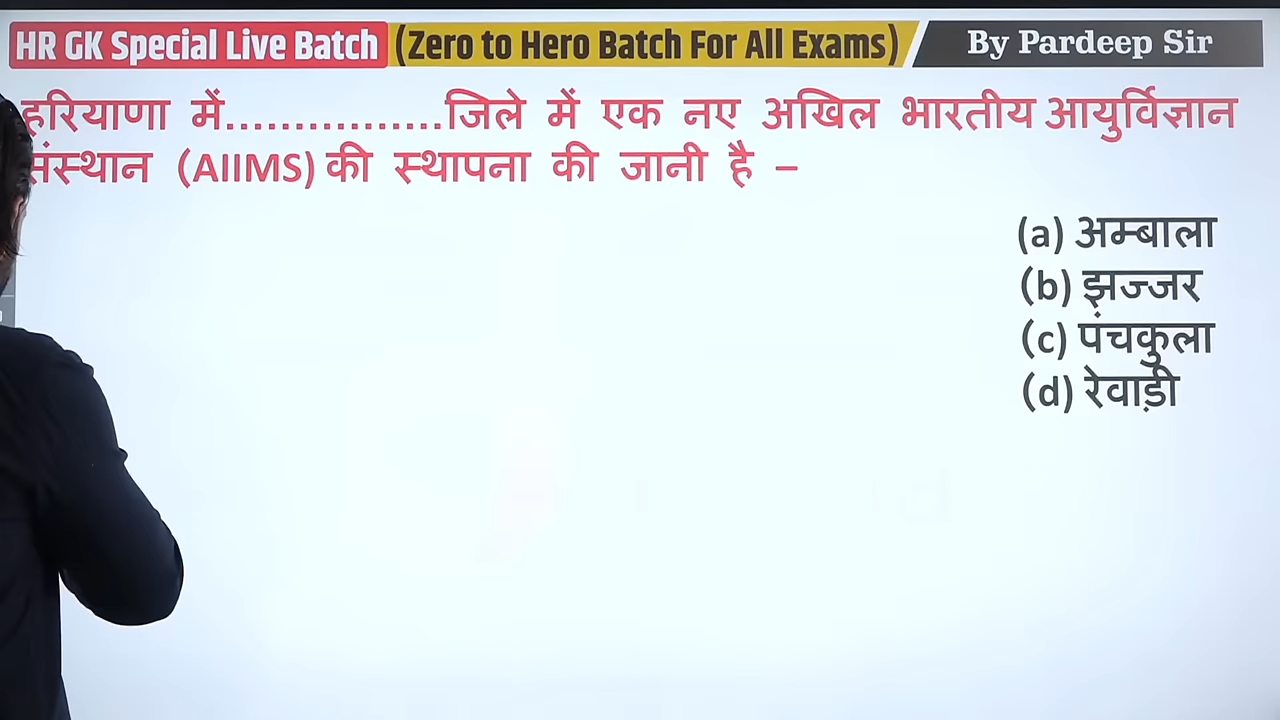 HR GK Special Live Batch (Zero to Hero Batch For All Exams) By Pardeep Sir
हरियाणा में................जिले में एक नए अखिल भारतीय आयुर्विज्ञान
संस्थान (AIIMS) की स्थापना की जानी है –
(a) अम्बाला
(b) झज्जर
(c) पंचकुला
(d) रेवाड़ी